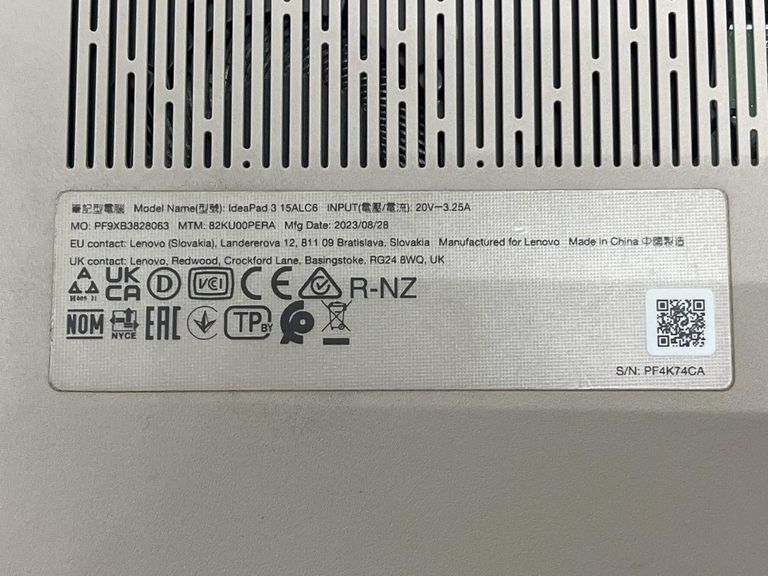 筆記型電腦 Model Name(型號): IdeaPad 3 15ALC6 INPUT(電壓/電流): 20V⎓3.25A
MO: PF9XB3828063 MTM: 82KU00PERA Mfg Date: 2023/08/28
EU contact: Lenovo (Slovakia), Landererova 12, 811 09 Bratislava, Slovakia Manufactured for Lenovo Made in China 中國製造
UK contact: Lenovo, Redwood, Crockford Lane, Basingstoke, RG24 8WQ, UK
UK CA D VCI CE R-NZ
NOM NYCE EAC TP BY
S/N: PF4K74CA